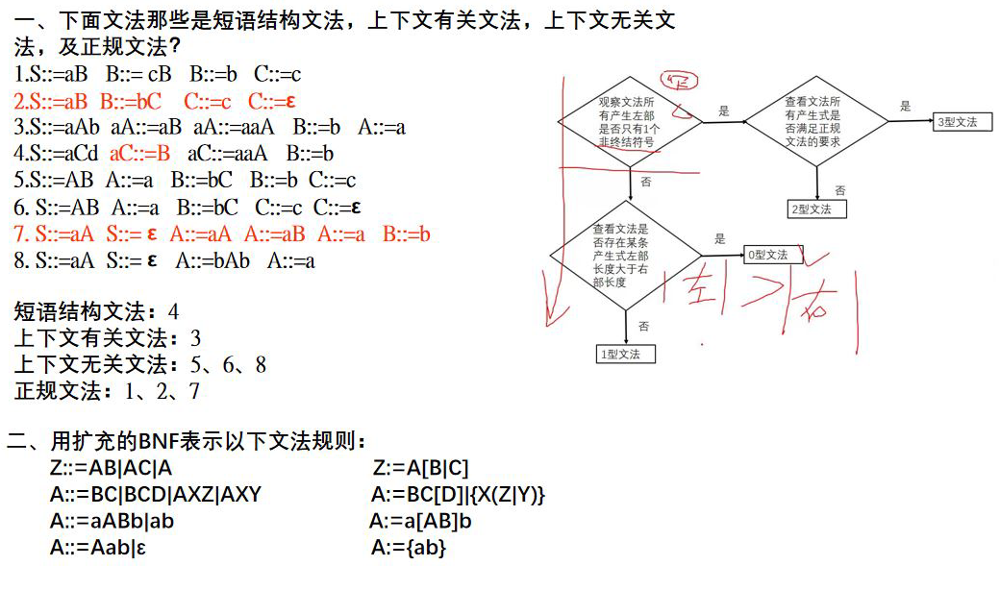 一、下面文法那些是短语结构文法，上下文有关文法，上下文无关文
法，及正规文法？
1.S::=aB B::= cB B::=b C::=c
2.S::=aB B::=bC C::=c C::=ε
3.S::=aAb aA::=aB aA::=aaA B::=b A::=a
4.S::=aCd aC::=B aC::=aaA B::=b
5.S::=AB A::=a B::=bC B::=b C::=c
6. S::=AB A::=a B::=bC C::=c C::=ε
7. S::=aA S::= ε A::=aA A::=aB A::=a B::=b
8. S::=aA S::= ε A::=bAb A::=a
短语结构文法：4
上下文有关文法：3
上下文无关文法：5、6、8
正规文法：1、2、7
观察文法所
有产生左部
是否只有1个
非终结符号
是
查看文法所
有产生式是
否满足正规
文法的要求
是
3型文法
否
2型文法
否
查看文法是
否存在某条
产生式左部
长度大于右
部长度
是
0型文法
|左|>|右|
否
1型文法
二、用扩充的BNF表示以下文法规则：
Z::=AB|AC|A Z:=A[B|C]
A::=BC|BCD|AXZ|AXY A:=BC[D]|{X(Z|Y)}
A::=aABb|ab A:=a[AB]b
A::=Aab|ε A:={ab}